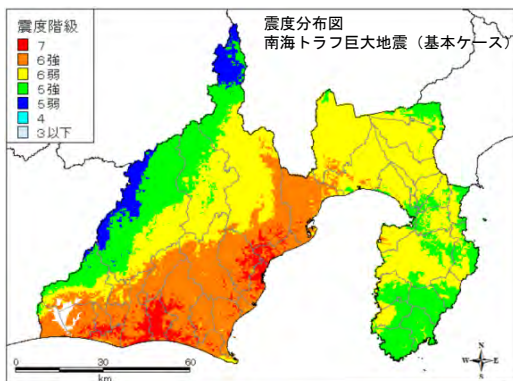 震度分布図
南海トラフ巨大地震（基本ケース）
震度階級
7
6強
6弱
5強
5弱
4
3以下
0 30 60
km
N
W E
S